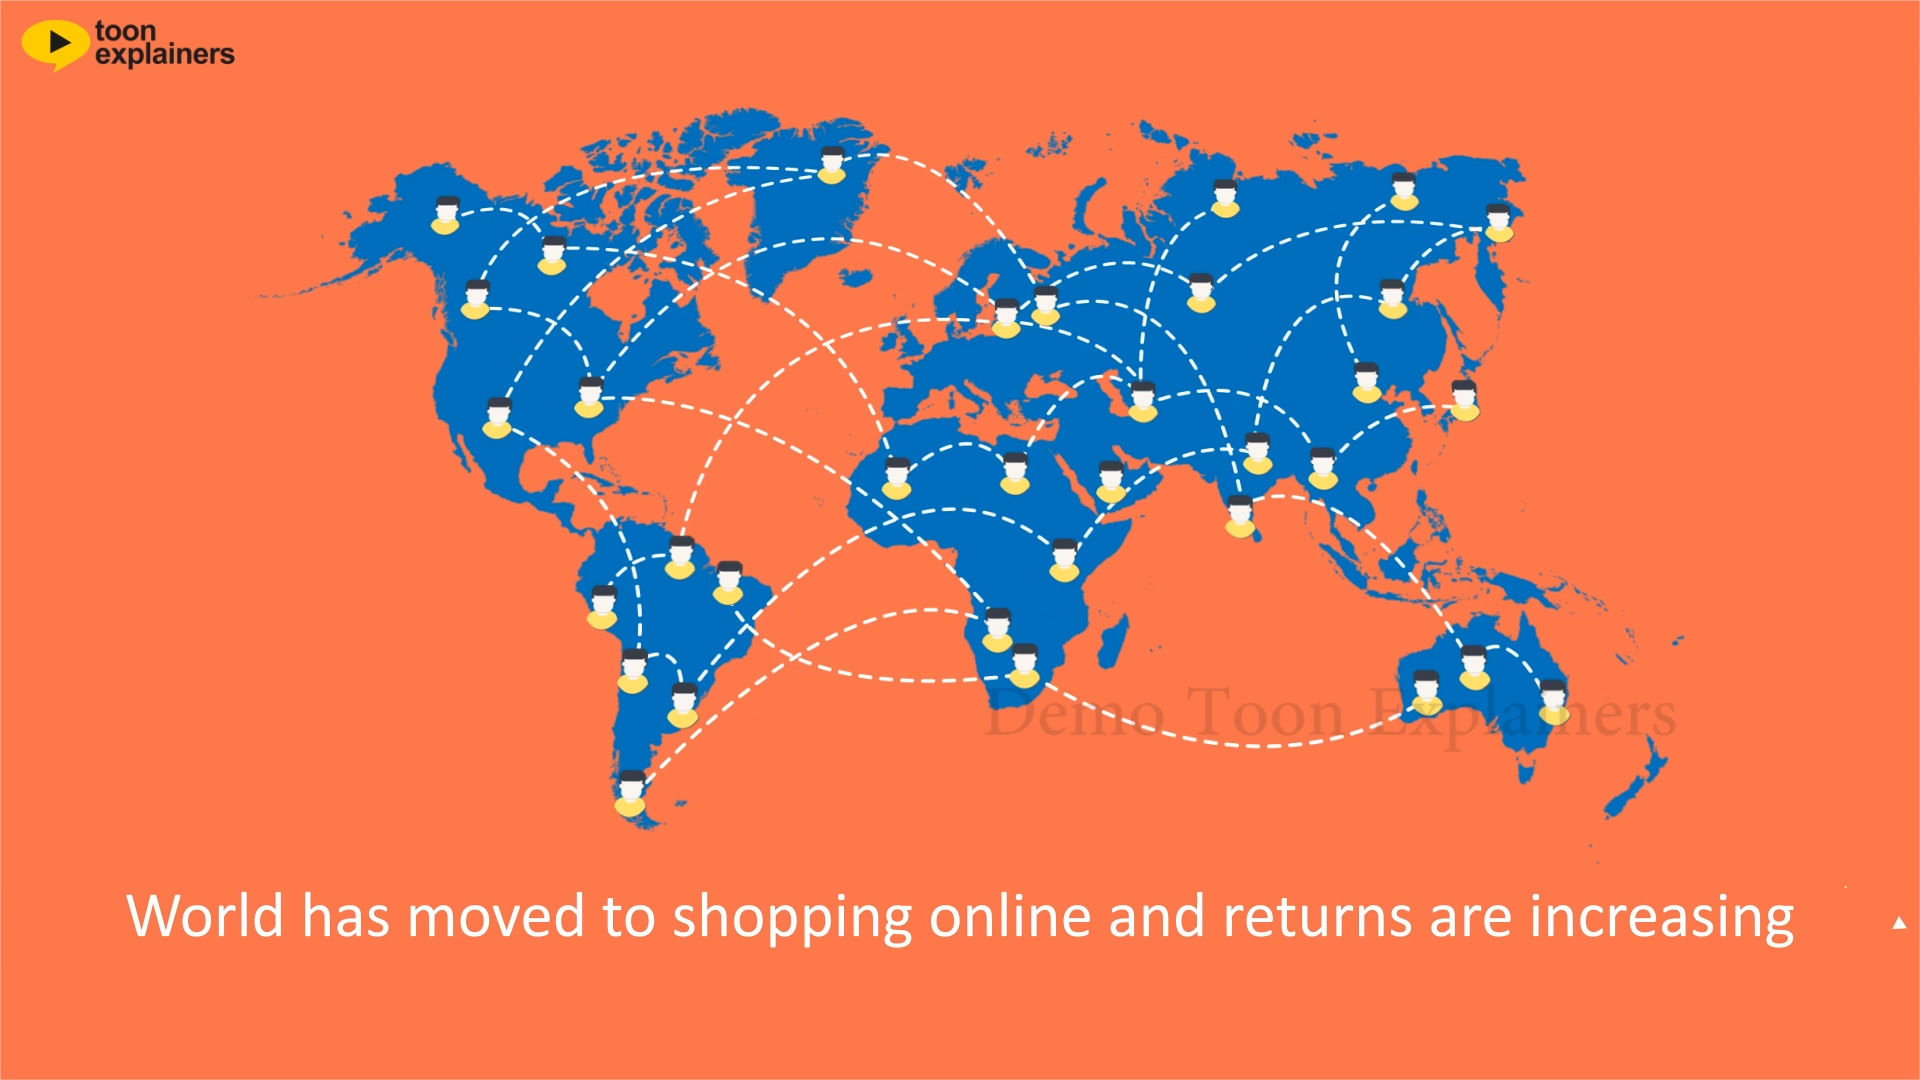 toon
explainers
Demo Toon Explainers
World has moved to shopping online and returns are increasing